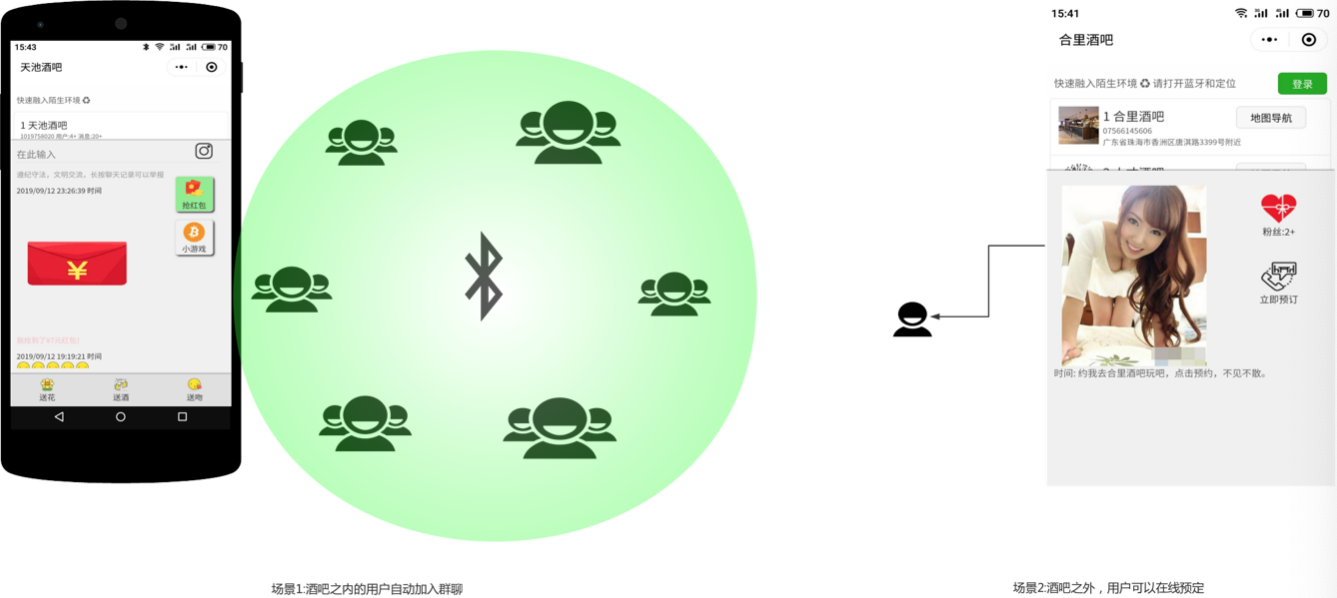 15:43
70
天池酒吧
快速融入陌生环境
1 天池酒吧
1019758020 用户:4+ 消息:20+
在此输入
遵纪守法，文明交流，长按聊天记录可以举报
2019/09/12 23:26:39 时间
抢红包
小游戏
¥
2019/09/12 19:19:21 时间
送花
送酒
送吻
场景1:酒吧之内的用户自动加入群聊
15:41
70
合里酒吧
快速融入陌生环境 请打开蓝牙和定位
登录
1 合里酒吧
地图导航
07566145606
广东省珠海市香洲区唐淇路3399号附近
粉丝:2+
立即预订
时间: 约我去合里酒吧玩吧，点击预约，不见不散。
场景2:酒吧之外，用户可以在线预定